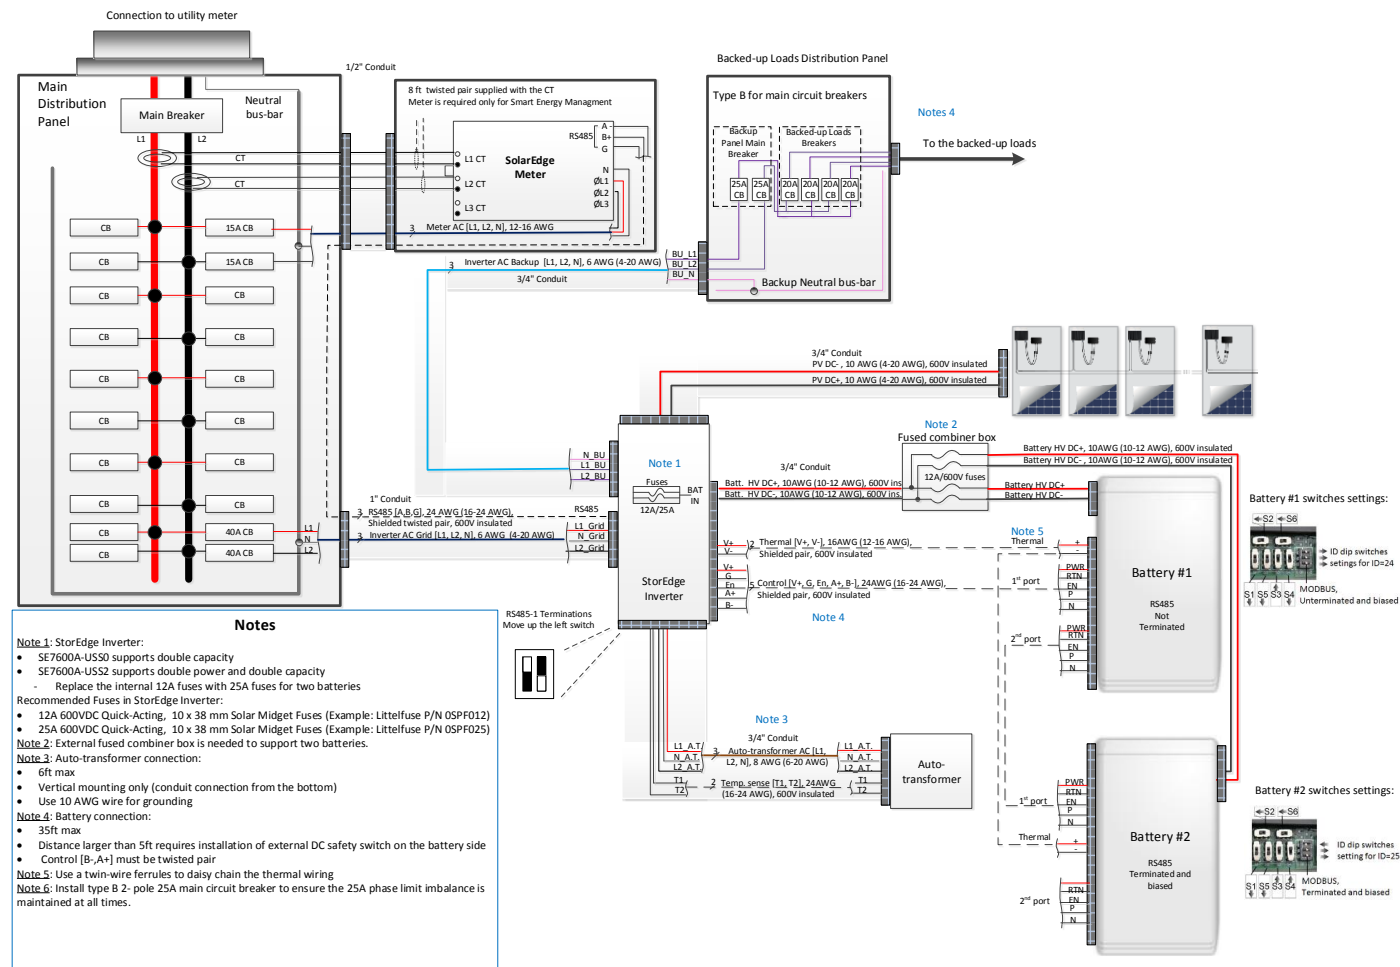 Connection to utility meter
Main
Distribution
Panel
Main Breaker
Neutral
bus-bar
L1
L2
CT
CT
CB
15A CB
CB
15A CB
CB
CB
CB
CB
CB
CB
CB
CB
CB
CB
CB
CB
CB
40A CB
CB
40A CB
L1
N
L2
1/2" Conduit
8 ft twisted pair supplied with the CT
Meter is required only for Smart Energy Managment
SolarEdge
Meter
L1 CT
L2 CT
L3 CT
RS485
A -
B+
G
N
ØL1
ØL2
ØL3
3 Meter AC [L1, L2, N], 12-16 AWG
3 Inverter AC Backup [L1, L2, N], 6 AWG (4-20 AWG)
3/4" Conduit
BU_L1
BU_L2
BU_N
Backed-up Loads Distribution Panel
Type B for main circuit breakers
Backup
Panel Main
Breaker
Backed-up Loads
Breakers
25A CB
25A CB
20A CB
20A CB
20A CB
20A CB
Backup Neutral bus-bar
Notes 4
To the backed-up loads
3/4" Conduit
PV DC- , 10 AWG (4-20 AWG), 600V insulated
PV DC+, 10 AWG (4-20 AWG), 600V insulated
N_BU
L1_BU
L2_BU
Note 1
Fuses
12A/25A
BAT
IN
StorEdge
Inverter
1" Conduit
3 RS485 [A,B,G], 24 AWG (16-24 AWG),
Shielded twisted pair, 600V insulated
RS485
3 Inverter AC Grid [L1, L2, N], 6 AWG (4-20 AWG)
L1_Grid
N_Grid
L2_Grid
3/4" Conduit
Batt. HV DC+, 10AWG (10-12 AWG), 600V ins.
Batt. HV DC-, 10AWG (10-12 AWG), 600V ins.
Note 2
Fused combiner box
12A/600V fuses
Battery HV DC+, 10AWG (10-12 AWG), 600V insulated
Battery HV DC- , 10AWG (10-12 AWG), 600V insulated
Battery HV DC+
Battery HV DC-
V+
V-
2 Thermal [V+, V-], 16AWG (12-16 AWG),
Shielded pair, 600V insulated
V+
G
En
A+
B-
5 Control [V+, G, En, A+, B-], 24AWG (16-24 AWG),
Shielded pair, 600V insulated
Note 4
Note 5
Thermal
+
-
1st port
PWR
RTN
EN
P
N
2nd port
PWR
RTN
EN
P
N
Battery #1
RS485
Not
Terminated
Battery #1 switches settings:
S2
S6
ID dip switches
setings for ID=24
S1 S5 S3 S4
MODBUS,
Unterminated and biased
RS485-1 Terminations
Move up the left switch
Note 3
3/4" Conduit
L1_A.T.
N_A.T.
L2_A.T.
3 Auto-transformer AC [L1,
L2, N], 8 AWG (6-20 AWG)
L1_A.T.
N_A.T.
L2_A.T.
T1
T2
2 Temp. sense [T1, T2], 24AWG
(16-24 AWG), 600V insulated
T1
T2
Auto-
transformer
1st port
PWR
RTN
EN
P
N
Thermal
+
-
2nd port
RTN
EN
P
N
Battery #2
RS485
Terminated and
biased
Battery #2 switches settings:
S2
S6
ID dip switches
setting for ID=25
S1 S5 S3 S4
MODBUS,
Terminated and biased
Notes
Note 1: StorEdge Inverter:
• SE7600A-USS0 supports double capacity
• SE7600A-USS2 supports double power and double capacity
- Replace the internal 12A fuses with 25A fuses for two batteries
Recommended Fuses in StorEdge Inverter:
• 12A 600VDC Quick-Acting, 10 x 38 mm Solar Midget Fuses (Example: Littelfuse P/N 0SPF012)
• 25A 600VDC Quick-Acting, 10 x 38 mm Solar Midget Fuses (Example: Littelfuse P/N 0SPF025)
Note 2: External fused combiner box is needed to support two batteries.
Note 3: Auto-transformer connection:
• 6ft max
• Vertical mounting only (conduit connection from the bottom)
• Use 10 AWG wire for grounding
Note 4: Battery connection:
• 35ft max
• Distance larger than 5ft requires installation of external DC safety switch on the battery side
• Control [B-,A+] must be twisted pair
Note 5: Use a twin-wire ferrules to daisy chain the thermal wiring
Note 6: Install type B 2- pole 25A main circuit breaker to ensure the 25A phase limit imbalance is
maintained at all times.